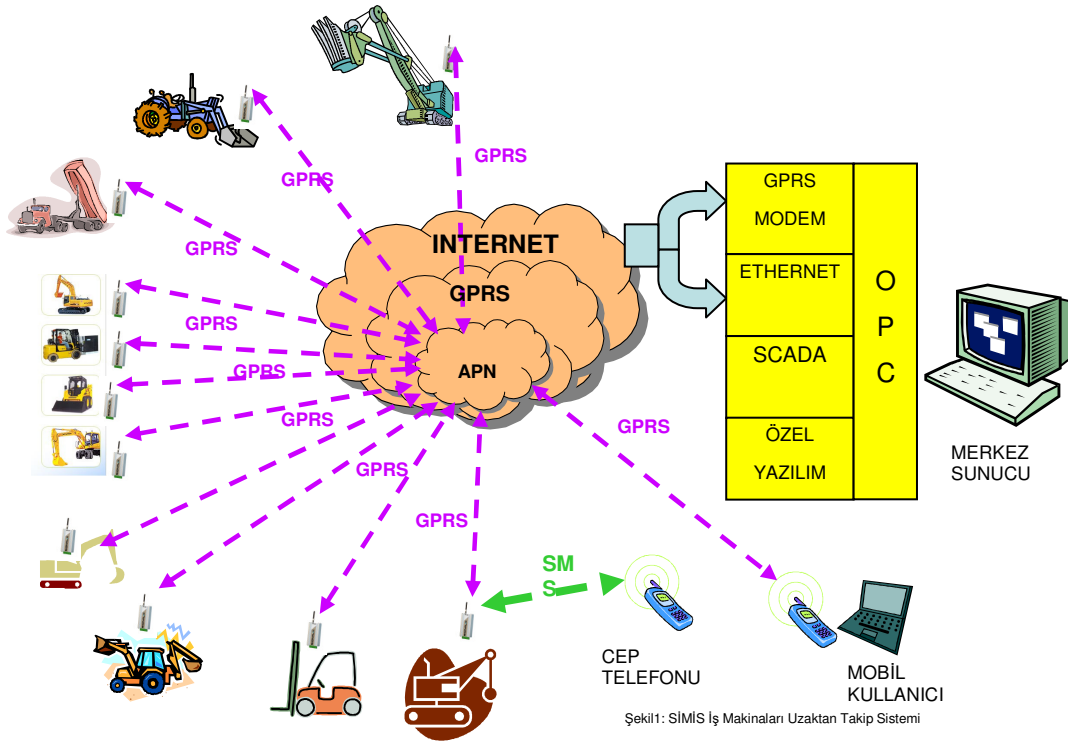 GPRS
GPRS
GPRS
GPRS
GPRS
GPRS
GPRS
GPRS
GPRS
INTERNET
GPRS
APN
GPRS
MODEM
ETHERNET
SCADA
ÖZEL
YAZILIM
O
P
C
MERKEZ
SUNUCU
SM
S
CEP
TELEFONU
MOBİL
KULLANICI
Şekil1: SİMİS İş Makinaları Uzaktan Takip Sistemi